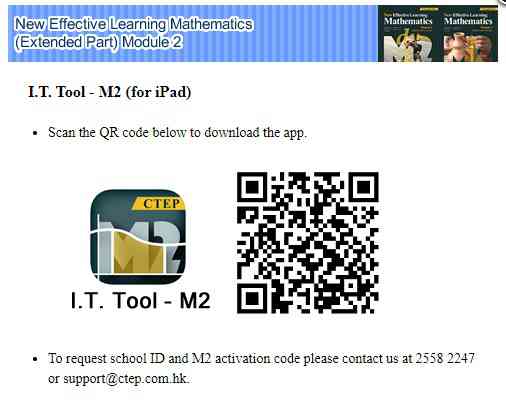 New Effective Learning Mathematics
(Extended Part) Module 2
New Effective Learning
Mathematics
New Effective Learning
Mathematics
I.T. Tool - M2 (for iPad)
• Scan the QR code below to download the app.
CTEP
M2
I.T. Tool - M2
• To request school ID and M2 activation code please contact us at 2558 2247
or support@ctep.com.hk.